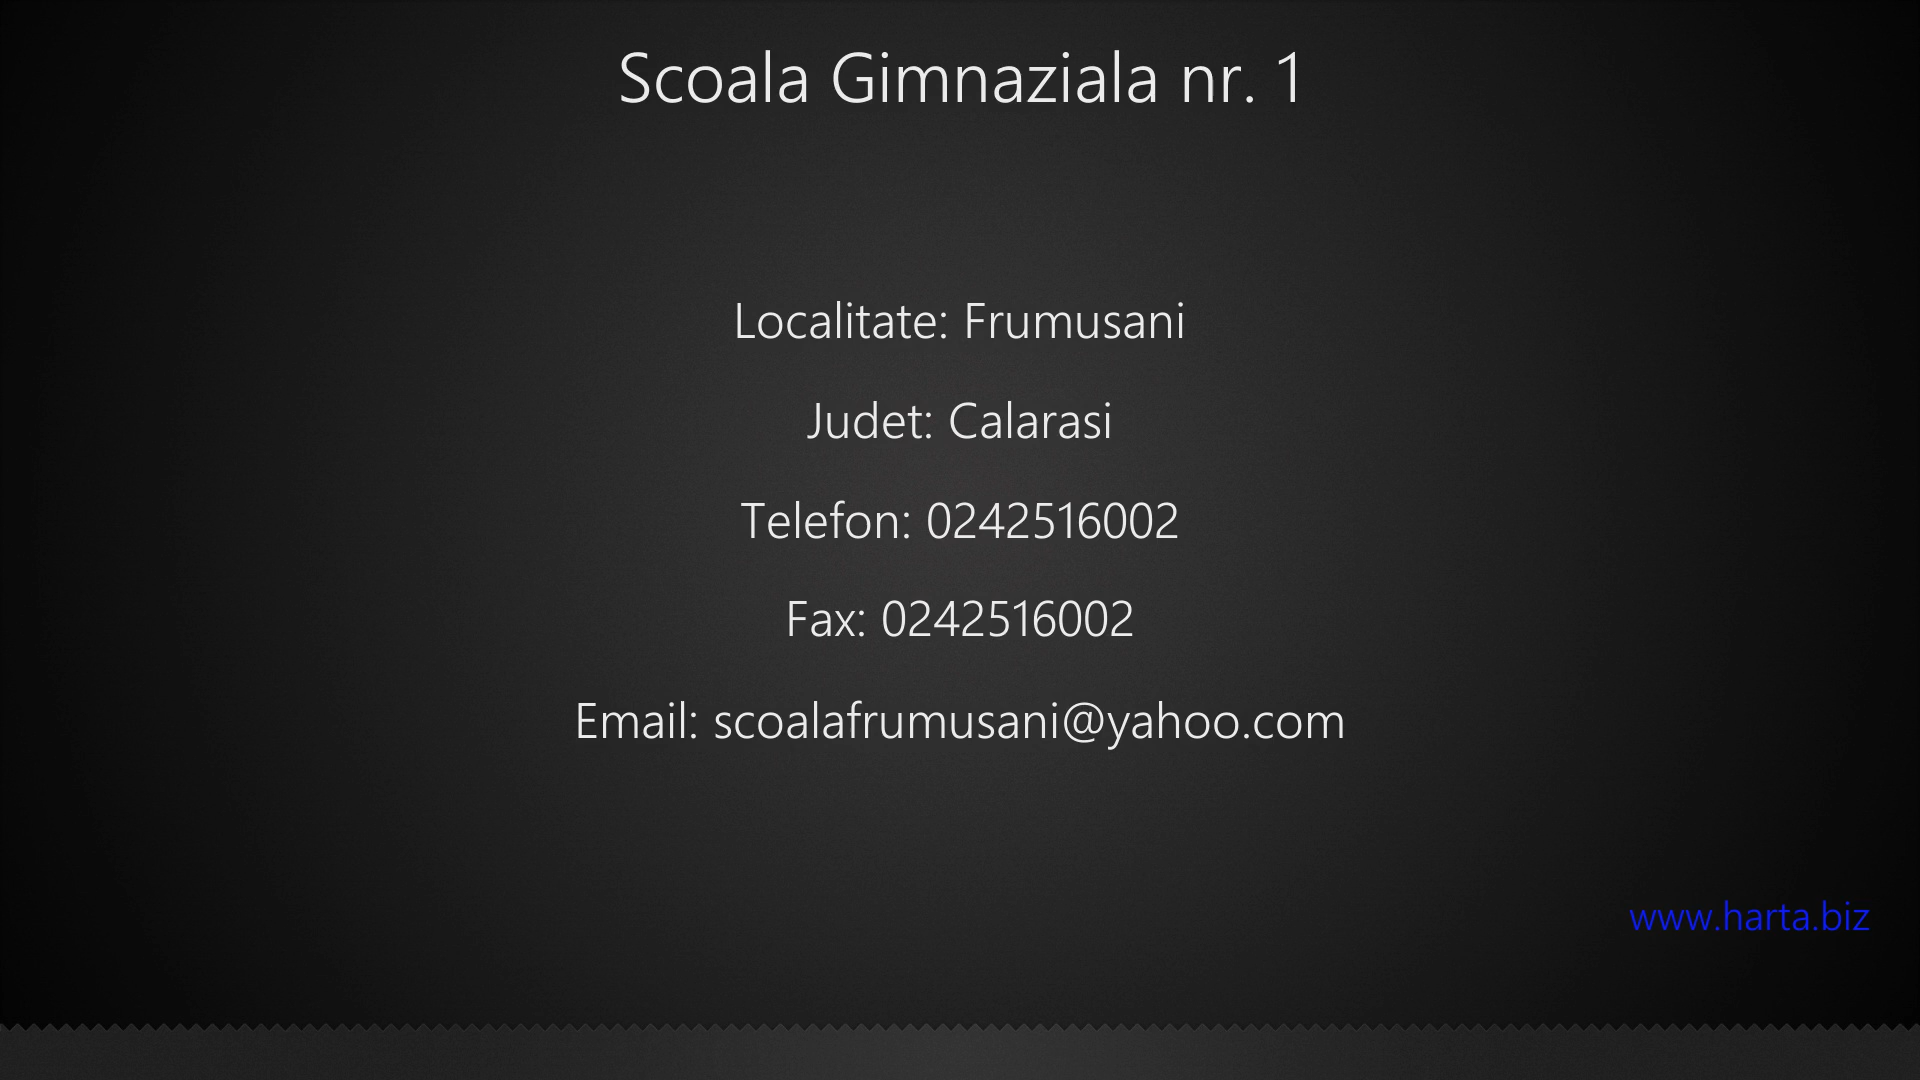 Scoala Gimnaziala nr. 1
Localitate: Frumusani
Judet: Calarasi
Telefon: 0242516002
Fax: 0242516002
Email: scoalafrumusani@yahoo.com
www.harta.biz